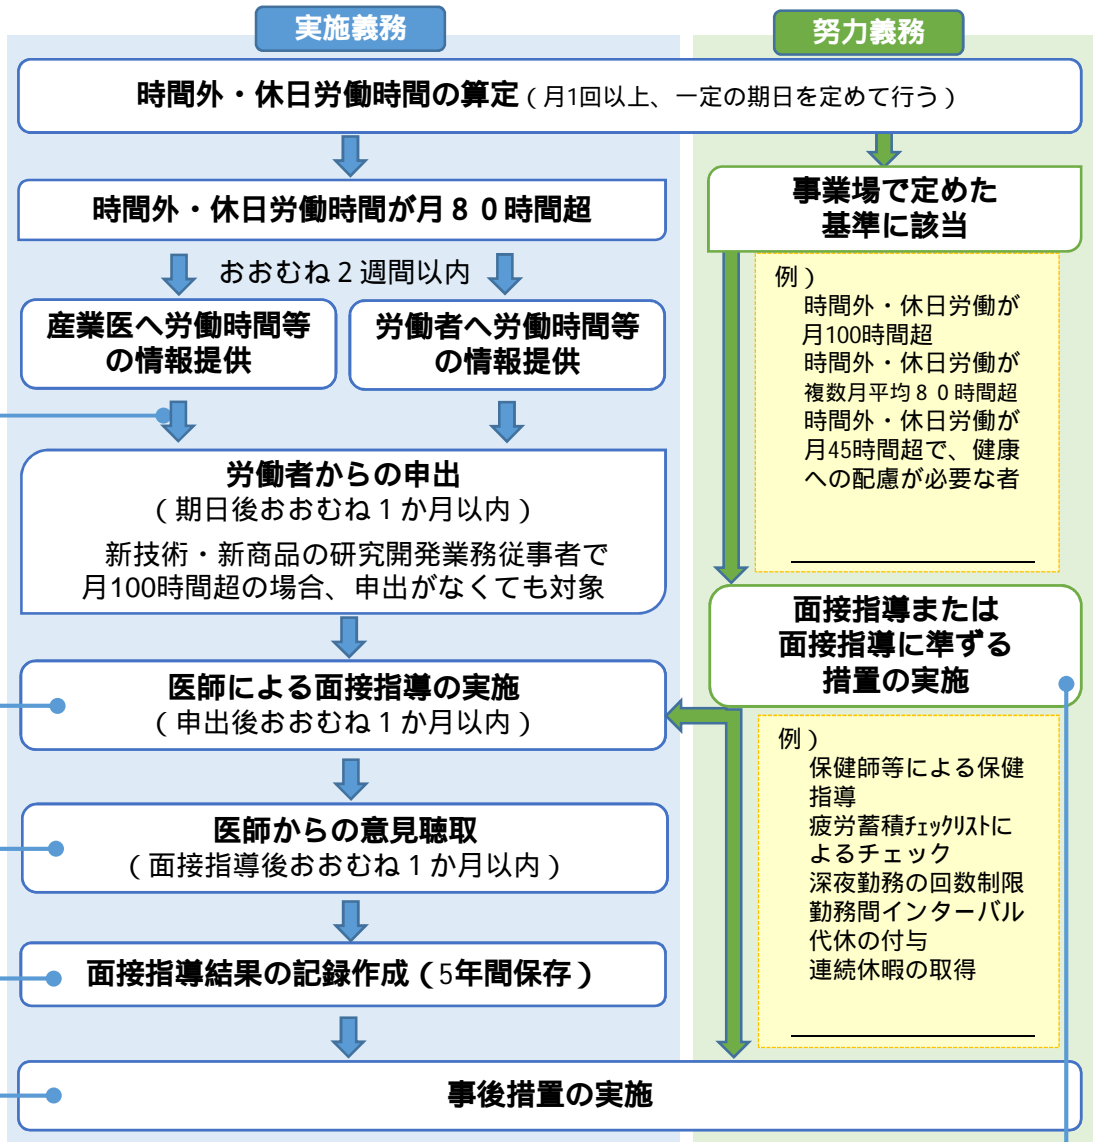 実施義務
努力義務
時間外・休日労働時間の算定（月1回以上、一定の期日を定めて行う）
時間外・休日労働時間が月８０時間超
おおむね２週間以内
産業医へ労働時間等
の情報提供
労働者へ労働時間等
の情報提供
労働者からの申出
（期日後おおむね１か月以内）
新技術・新商品の研究開発業務従事者で
月100時間超の場合、申出がなくても対象
医師による面接指導の実施
（申出後おおむね１か月以内）
医師からの意見聴取
（面接指導後おおむね１か月以内）
面接指導結果の記録作成（5年間保存）
事業場で定めた
基準に該当
例）
時間外・休日労働が
月100時間超
時間外・休日労働が
複数月平均８０時間超
時間外・休日労働が
月45時間超で、健康
への配慮が必要な者
面接指導または
面接指導に準ずる
措置の実施
例）
保健師等による保健
指導
疲労蓄積ﾁｪｯｸﾘｽﾄに
よるチェック
深夜勤務の回数制限
勤務間インターバル
代休の付与
連続休暇の取得
事後措置の実施